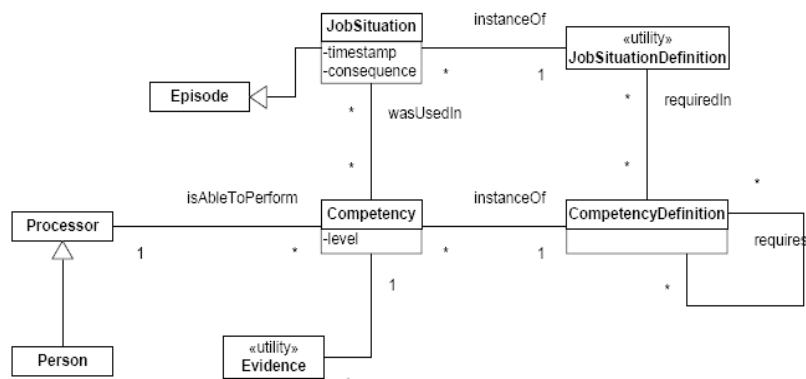 JobSituation
-timestamp
-consequence
instanceOf
*
1
«utility»
JobSituationDefinition
Episode
*
wasUsedIn
*
*
requiredIn
*
isAbleToPerform
Processor
1
*
Competency
-level
instanceOf
*
1
CompetencyDefinition
*
requires
*
1
Person
«utility»
Evidence